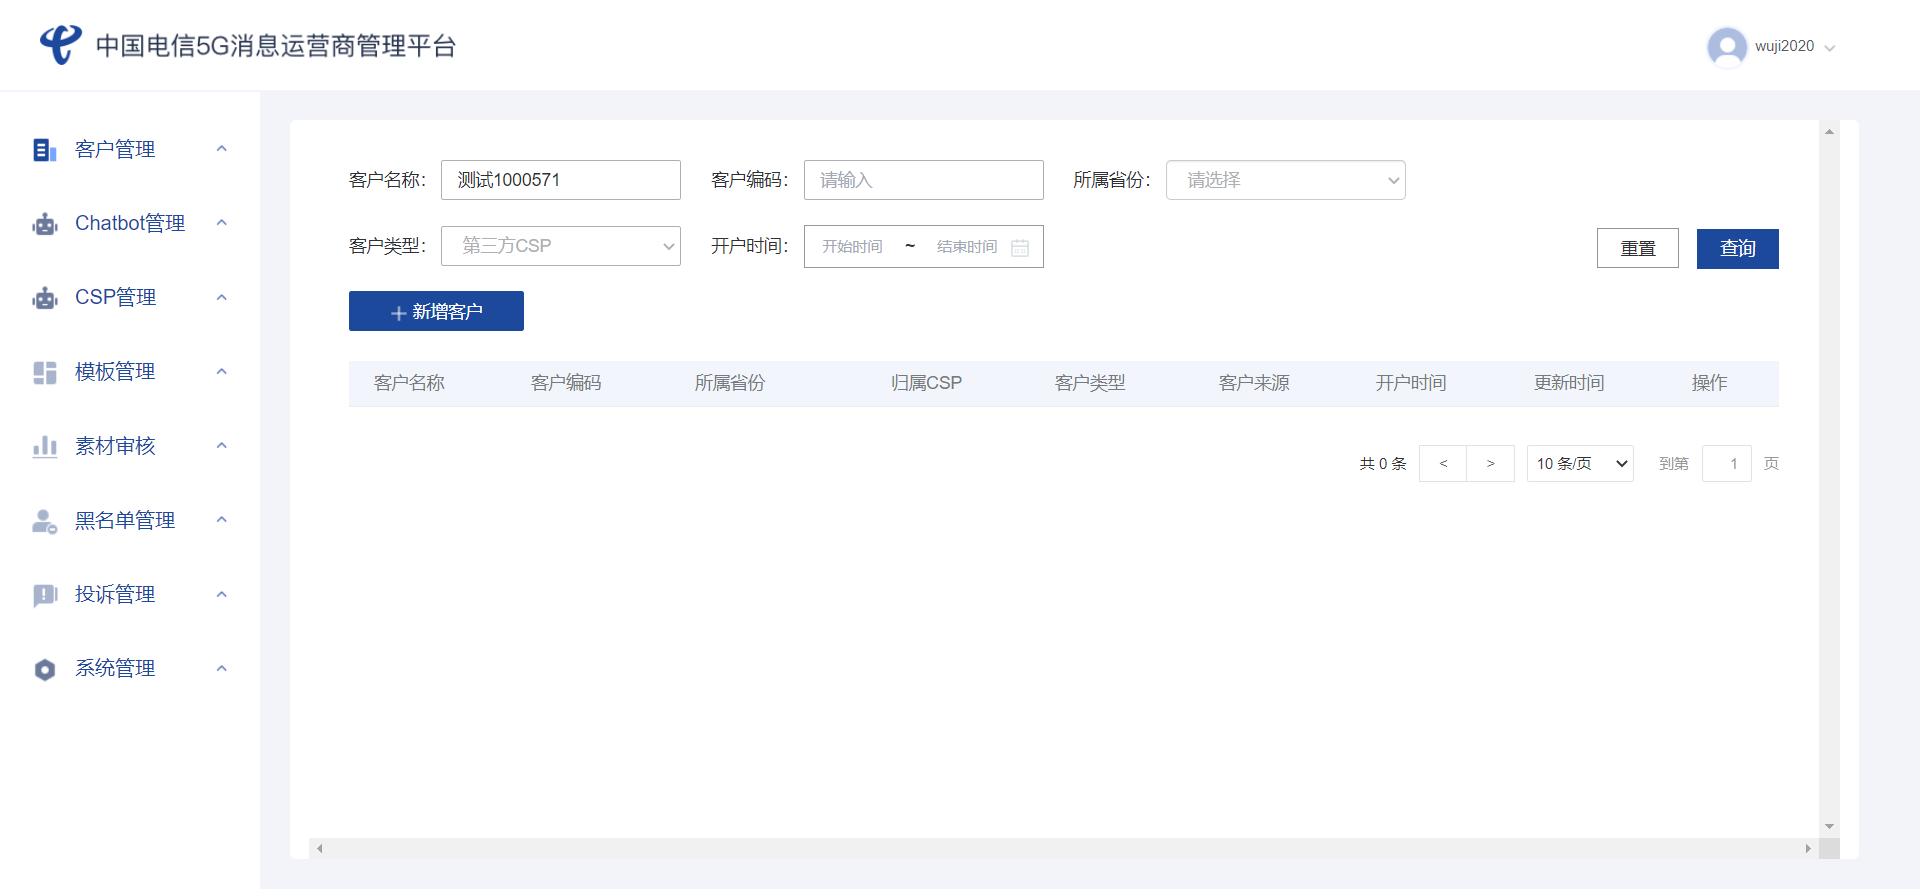 中国电信5G消息运营商管理平台
wuji2020
客户管理
Chatbot管理
CSP管理
模板管理
素材审核
黑名单管理
投诉管理
系统管理
客户名称: 测试1000571 客户编码: 请输入 所属省份: 请选择
客户类型: 第三方CSP 开户时间: 开始时间 ~ 结束时间 重置 查询
新增客户
客户名称 客户编码 所属省份 归属CSP 客户类型 客户来源 开户时间 更新时间 操作
共 0 条 < > 10 条/页 到第 1 页